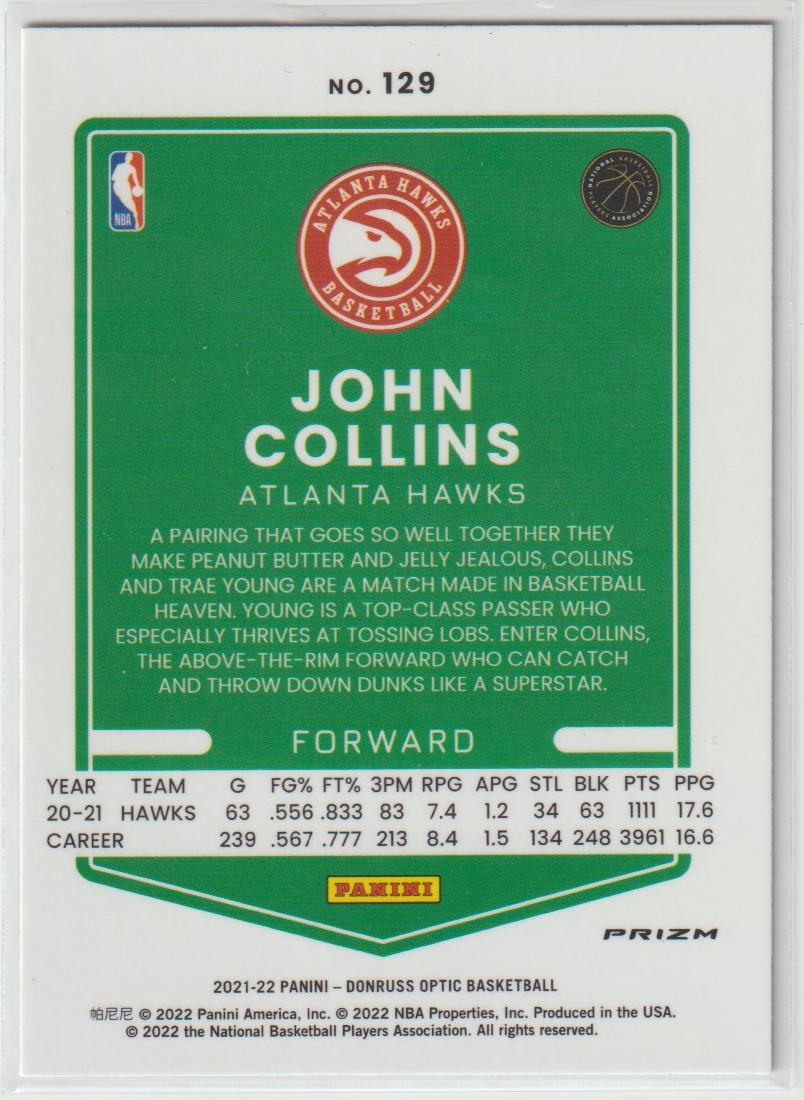 NO. 129
NBA
ATLANTA HAWKS
BASKETBALL
NATIONAL BASKETBALL
PLAYERS ASSOCIATION
JOHN
COLLINS
ATLANTA HAWKS
A PAIRING THAT GOES SO WELL TOGETHER THEY
MAKE PEANUT BUTTER AND JELLY JEALOUS, COLLINS
AND TRAE YOUNG ARE A MATCH MADE IN BASKETBALL
HEAVEN. YOUNG IS A TOP-CLASS PASSER WHO
ESPECIALLY THRIVES AT TOSSING LOBS. ENTER COLLINS,
THE ABOVE-THE-RIM FORWARD WHO CAN CATCH
AND THROW DOWN DUNKS LIKE A SUPERSTAR.
FORWARD
YEAR TEAM G FG% FT% 3PM RPG APG STL BLK PTS PPG
20-21 HAWKS 63 .556 .833 83 7.4 1.2 34 63 1111 17.6
CAREER 239 .567 .777 213 8.4 1.5 134 248 3961 16.6
PANINI
PRIZM
2021-22 PANINI – DONRUSS OPTIC BASKETBALL
帕尼尼 © 2022 Panini America, Inc. © 2022 NBA Properties, Inc. Produced in the USA.
© 2022 the National Basketball Players Association. All rights reserved.